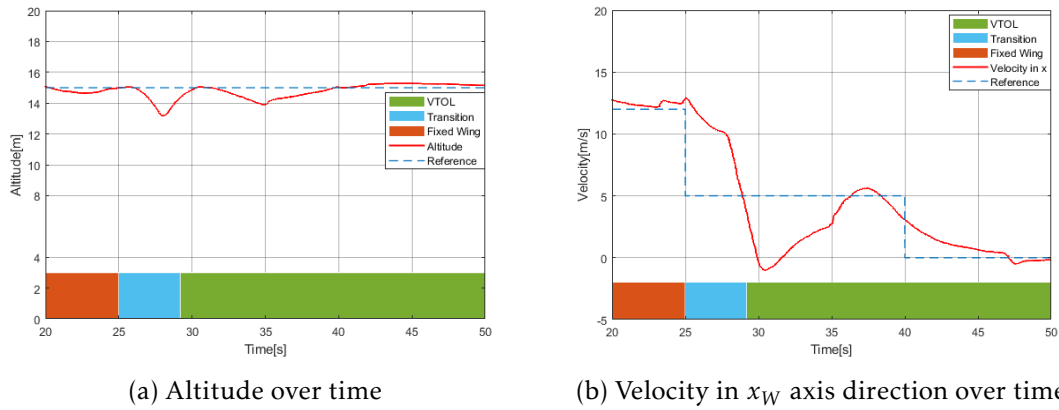 20
18
16
14
12
10
8
6
4
2
0
Altitude[m]
VTOL
Transition
Fixed Wing
Altitude
Reference
20 25 30 35 40 45 50
Time[s]
(a) Altitude over time
20
15
10
5
0
-5
Velocity[m/s]
VTOL
Transition
Fixed Wing
Velocity in x
Reference
20 25 30 35 40 45 50
Time[s]
(b) Velocity in x_W axis direction over time